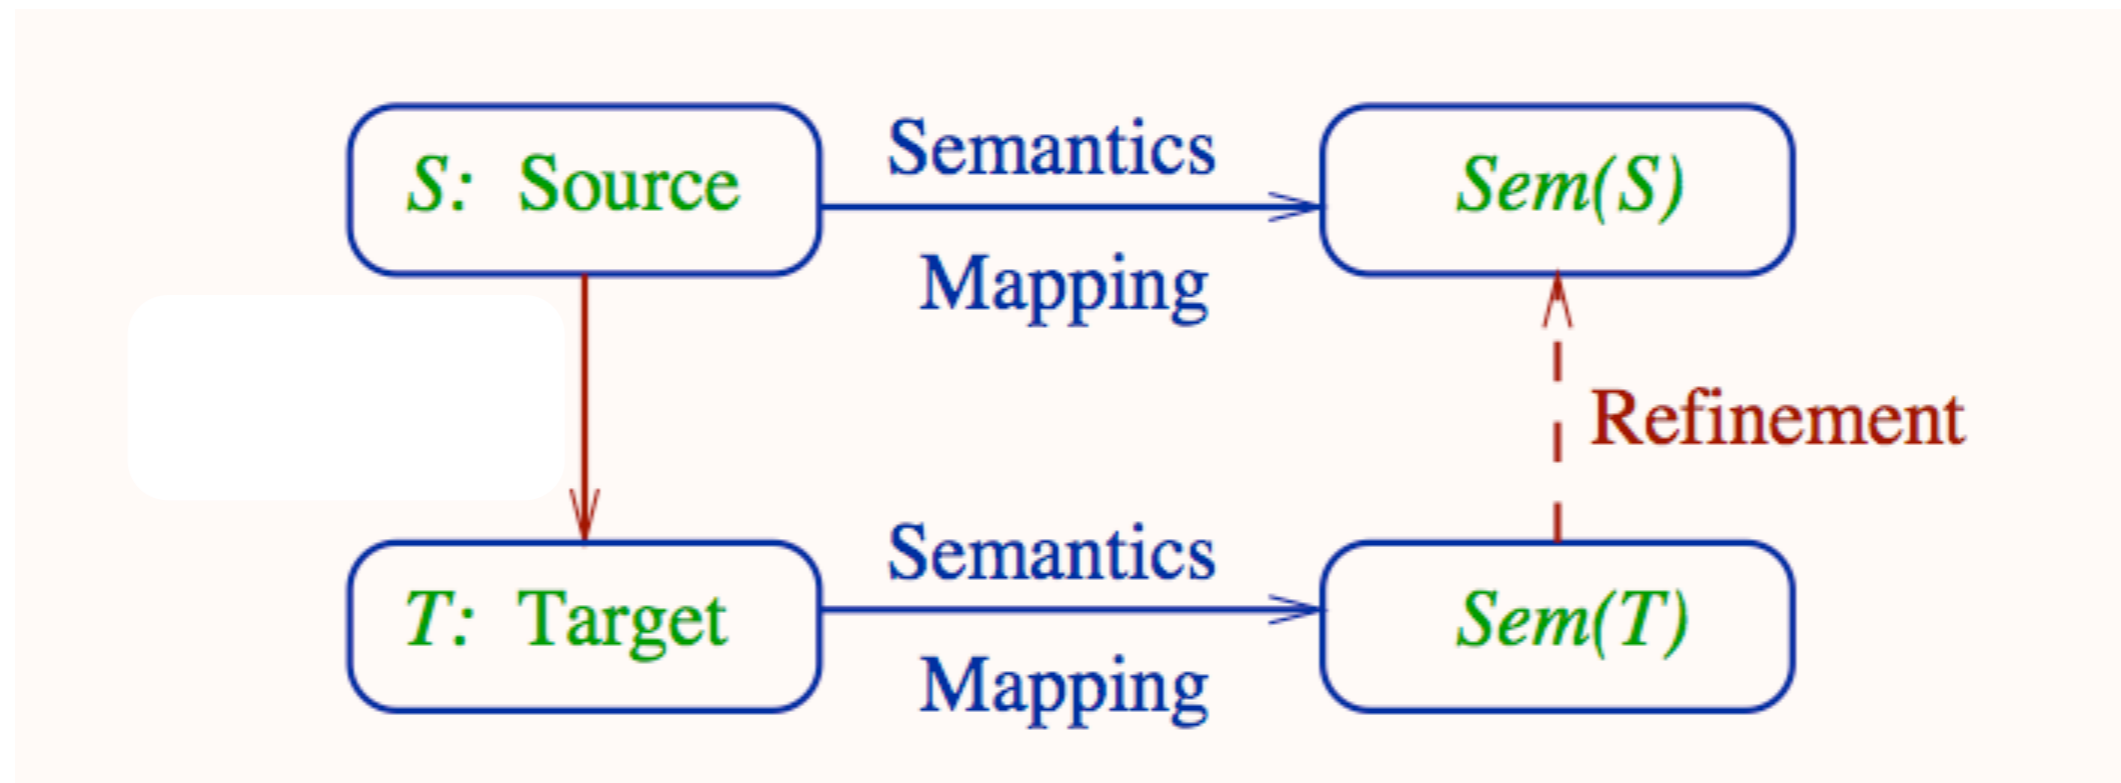 S: Source
Semantics
Mapping
Sem(S)
Refinement
T: Target
Semantics
Mapping
Sem(T)